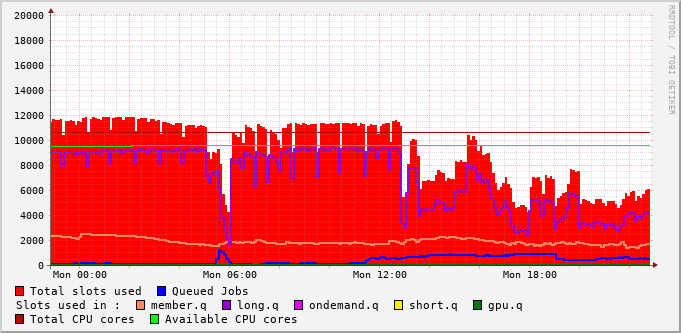 RRDTOOL / TOBI OETIKER
20000
18000
16000
14000
12000
10000
8000
6000
4000
2000
0
Mon 00:00 Mon 06:00 Mon 12:00 Mon 18:00
Total slots used Queued Jobs
Slots used in : member.q long.q ondemand.q short.q gpu.q
Total CPU cores Available CPU cores